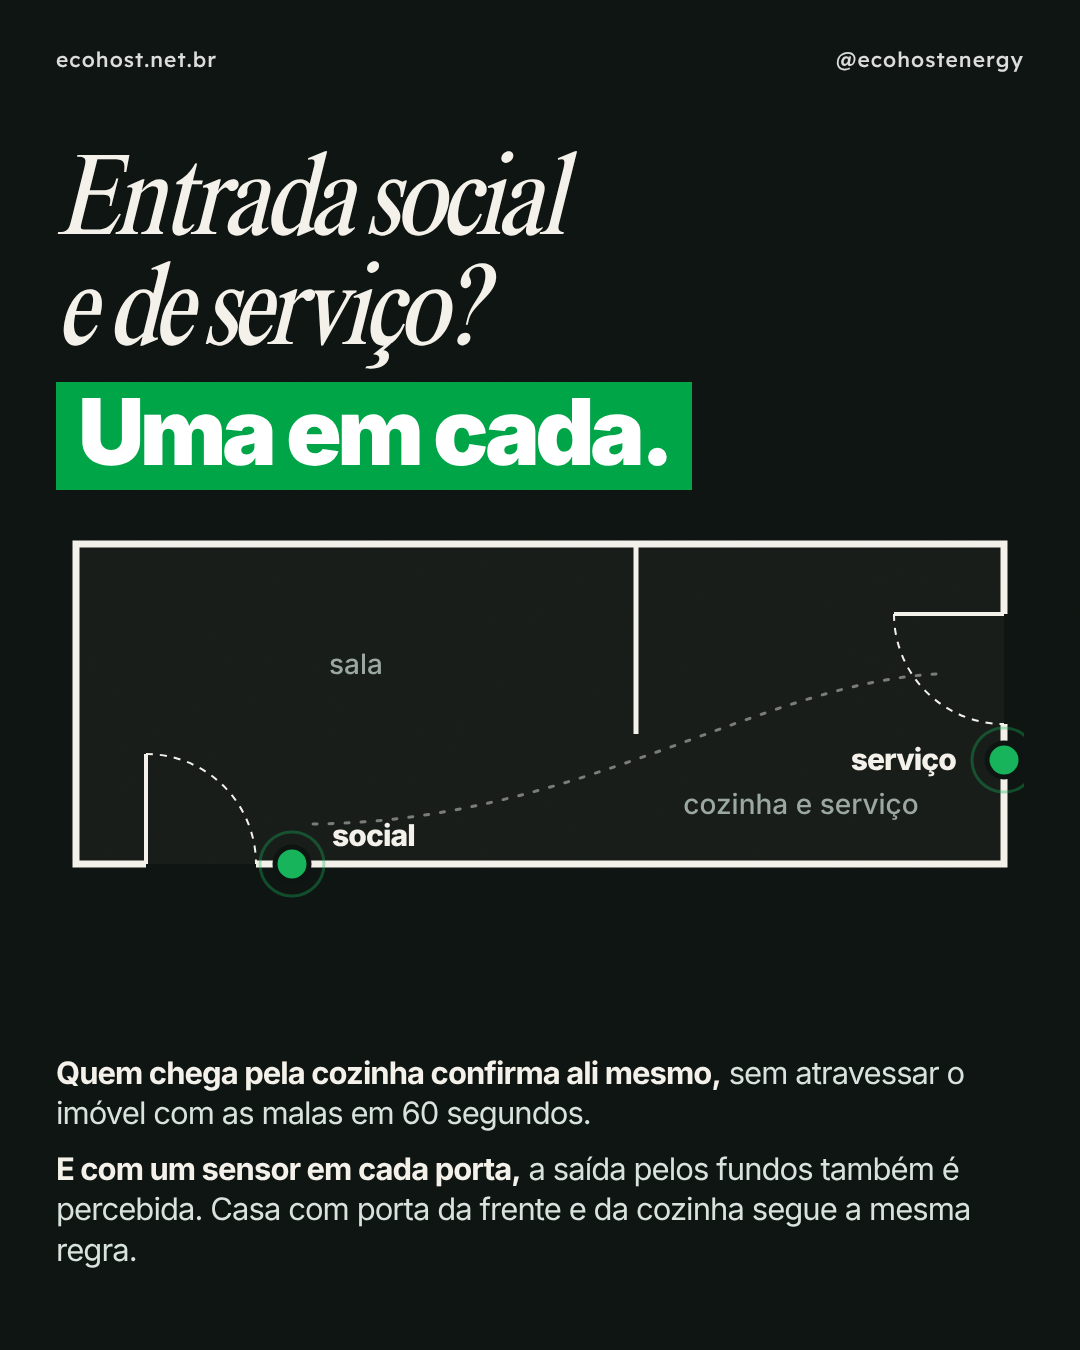 ecohost.net.br
@ecohostenergy
Entrada social
e de serviço?
Uma em cada.
sala
serviço
cozinha e serviço
social
Quem chega pela cozinha confirma ali mesmo, sem atravessar o
imóvel com as malas em 60 segundos.
E com um sensor em cada porta, a saída pelos fundos também é
percebida. Casa com porta da frente e da cozinha segue a mesma
regra.